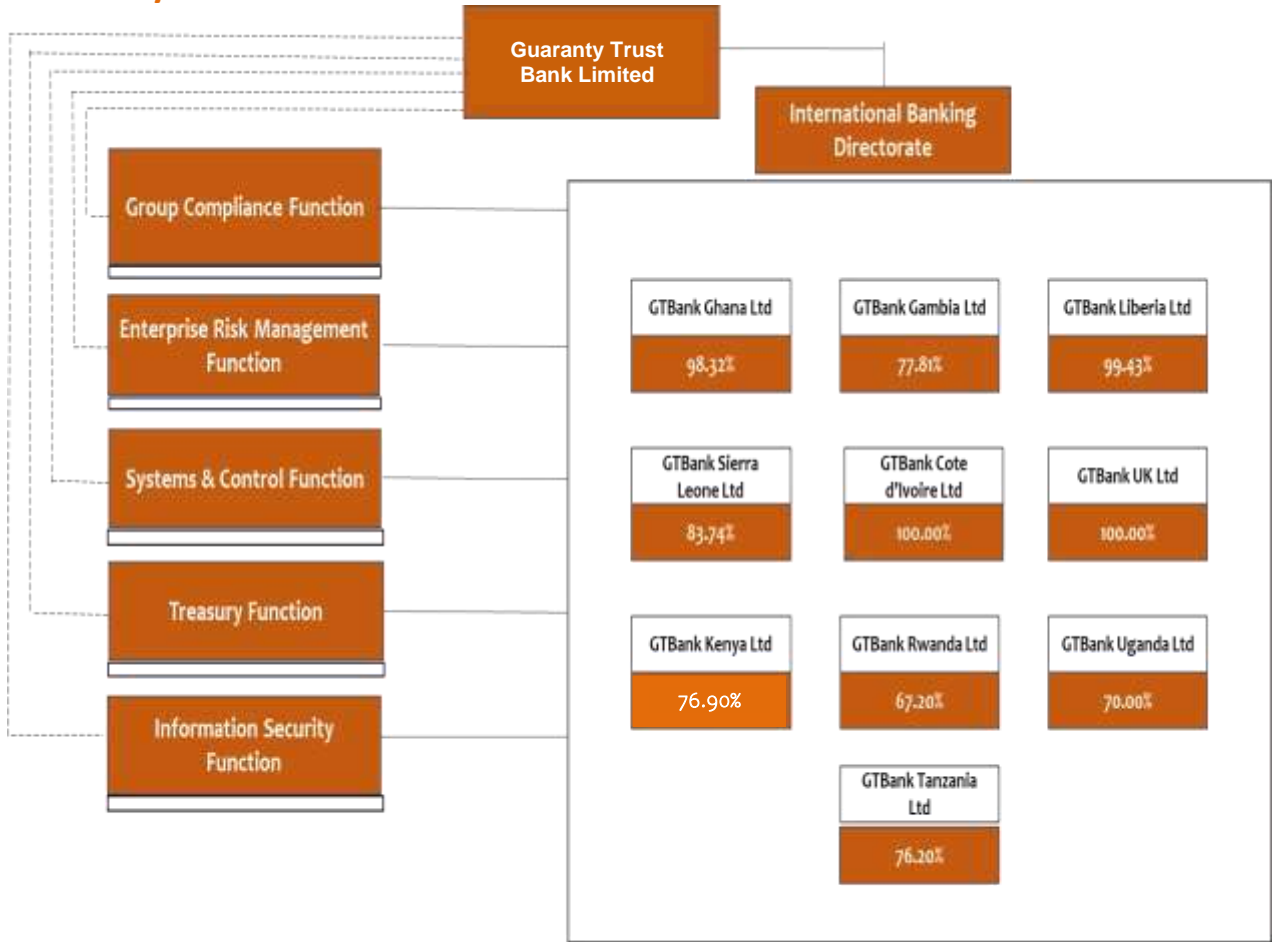 Guaranty Trust
Bank Limited
International Banking
Directorate
Group Compliance Function
Enterprise Risk Management
Function
Systems & Control Function
Treasury Function
Information Security
Function
GTBank Ghana Ltd
98.32%
GTBank Gambia Ltd
77.81%
GTBank Liberia Ltd
99.43%
GTBank Sierra
Leone Ltd
83.74%
GTBank Cote
d'Ivoire Ltd
100.00%
GTBank UK Ltd
100.00%
GTBank Kenya Ltd
76.90%
GTBank Rwanda Ltd
67.20%
GTBank Uganda Ltd
70.00%
GTBank Tanzania
Ltd
76.20%